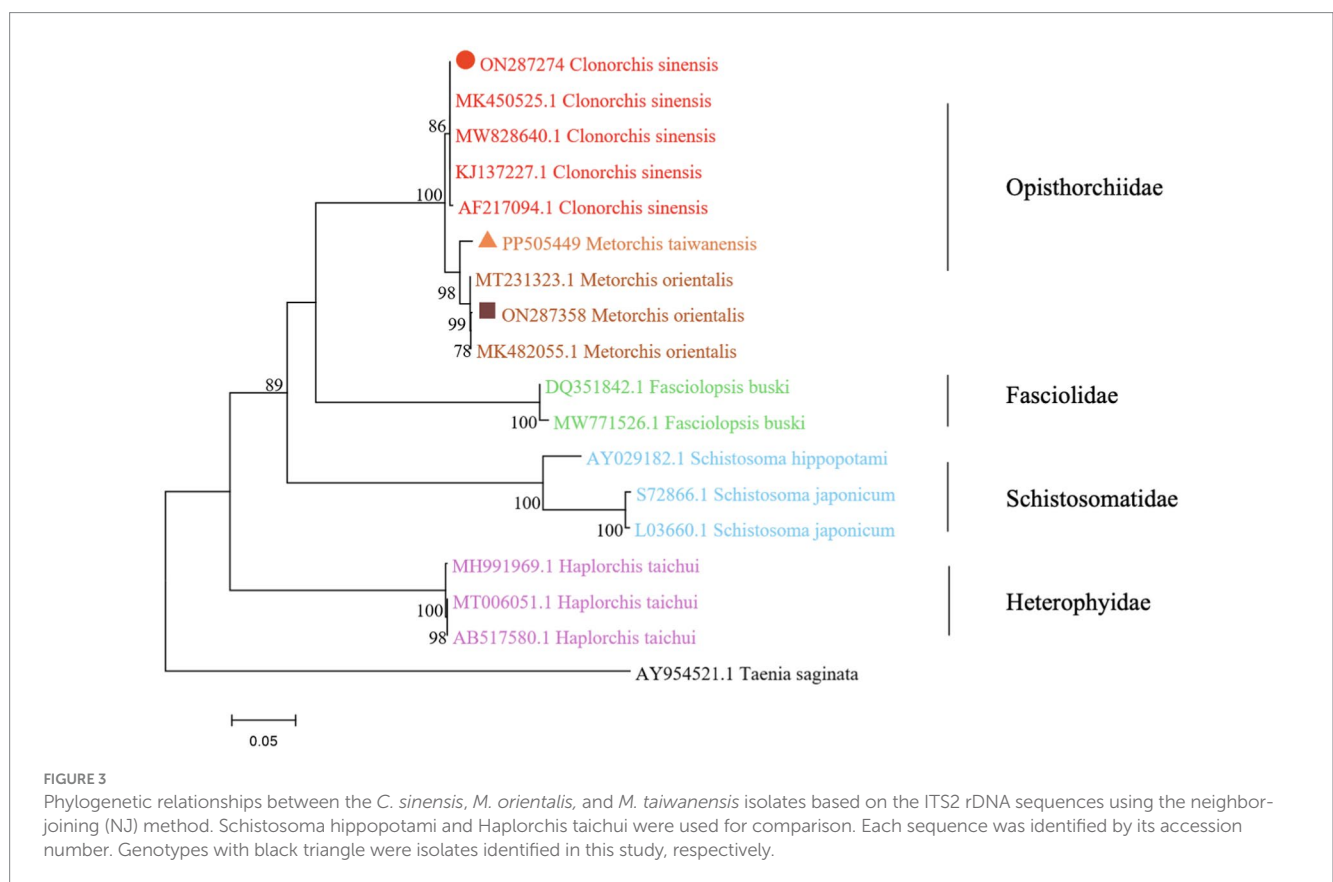 ON287274 Clonorchis sinensis
MK450525.1 Clonorchis sinensis
86
MW828640.1 Clonorchis sinensis
KJ137227.1 Clonorchis sinensis
Opisthorchiidae
100
AF217094.1 Clonorchis sinensis
PP505449 Metorchis taiwanensis
MT231323.1 Metorchis orientalis
98
ON287358 Metorchis orientalis
99
78 MK482055.1 Metorchis orientalis
89
DQ351842.1 Fasciolopsis buski
Fasciolidae
100 MW771526.1 Fasciolopsis buski
AY029182.1 Schistosoma hippopotami
S72866.1 Schistosoma japonicum
Schistosomatidae
100
100 L03660.1 Schistosoma japonicum
MH991969.1 Haplorchis taichui
MT006051.1 Haplorchis taichui
Heterophyidae
100
98 AB517580.1 Haplorchis taichui
AY954521.1 Taenia saginata
0.05
FIGURE 3
Phylogenetic relationships between the C. sinensis, M. orientalis, and M. taiwanensis isolates based on the ITS2 rDNA sequences using the neighbor-
joining (NJ) method. Schistosoma hippopotami and Haplorchis taichui were used for comparison. Each sequence was identified by its accession
number. Genotypes with black triangle were isolates identified in this study, respectively.